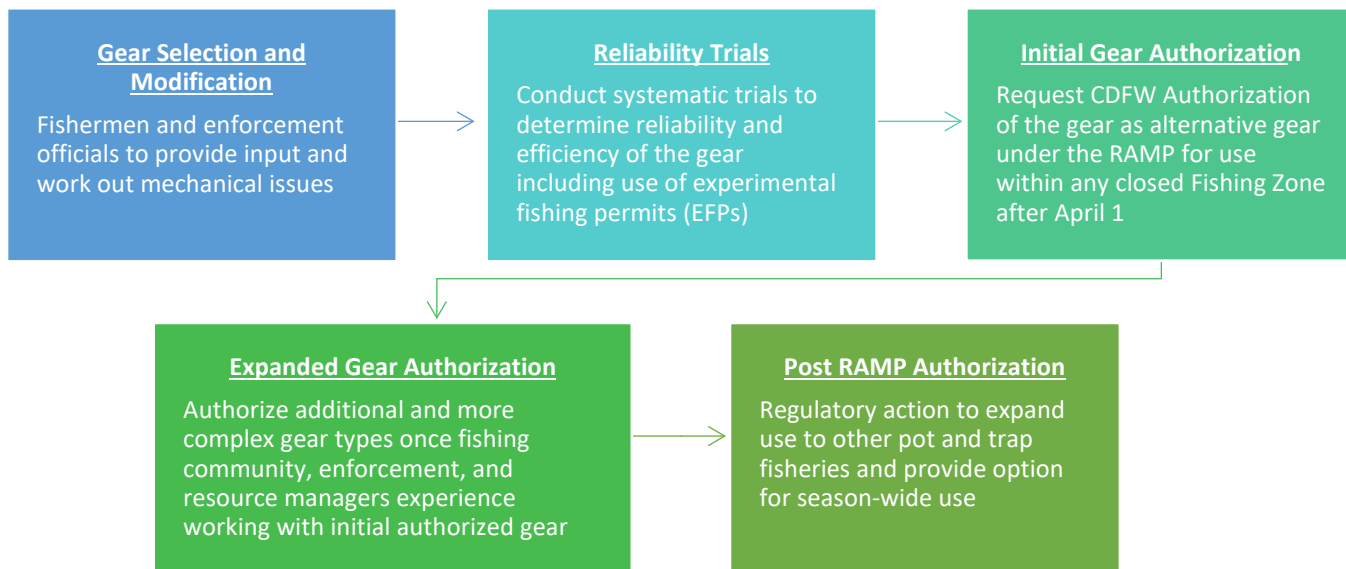 Gear Selection and
Modification
Fishermen and enforcement
officials to provide input and
work out mechanical issues
Reliability Trials
Conduct systematic trials to
determine reliability and
efficiency of the gear
including use of experimental
fishing permits (EFPs)
Initial Gear Authorization
Request CDFW Authorization
of the gear as alternative gear
under the RAMP for use
within any closed Fishing Zone
after April 1
Expanded Gear Authorization
Authorize additional and more
complex gear types once fishing
community, enforcement, and
resource managers experience
working with initial authorized gear
Post RAMP Authorization
Regulatory action to expand
use to other pot and trap
fisheries and provide option
for season-wide use